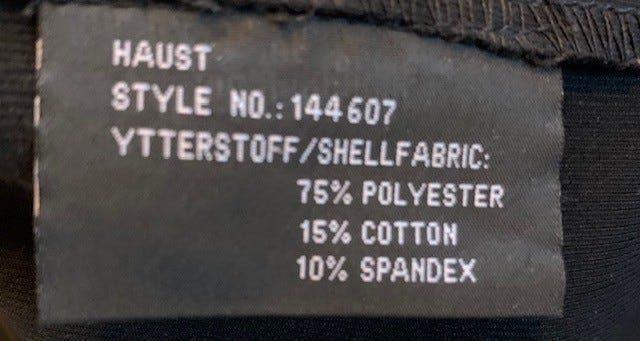 HAUST
STYLE NO.: 144607
YTTERSTOFF/SHELLFABRIC:
75% POLYESTER
15% COTTON
10% SPANDEX